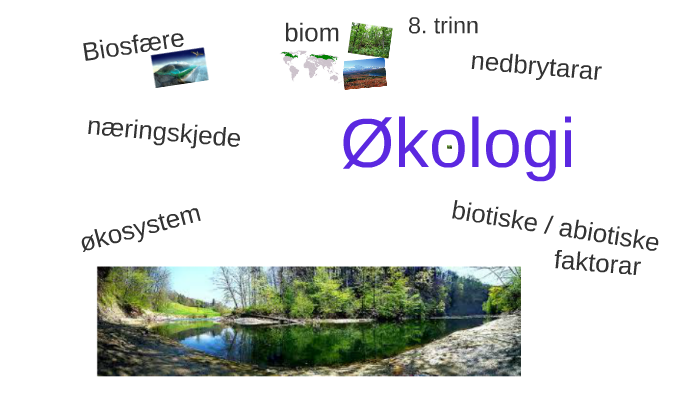 Biosfære
biom
8. trinn
nedbrytarar
næringskjede
Økologi
økosystem
biotiske / abiotiske
faktorar